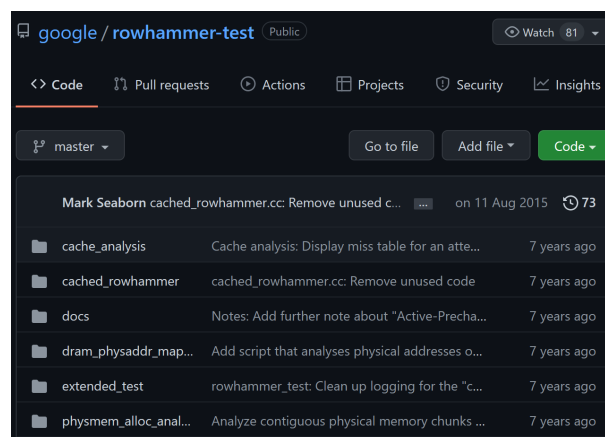 google / rowhammer-test Public Watch 81
Code Pull requests Actions Projects Security Insights
master Go to file Add file Code
Mark Seaborn cached_rowhammer.cc: Remove unused c... ... on 11 Aug 2015 73
cache_analysis Cache analysis: Display miss table for an atte... 7 years ago
cached_rowhammer cached_rowhammer.cc: Remove unused code 7 years ago
docs Notes: Add further note about "Active-Precha... 7 years ago
dram_physaddr_map... Add script that analyses physical addresses o... 7 years ago
extended_test rowhammer_test: Clean up logging for the "c... 7 years ago
physmem_alloc_anal... Analyze contiguous physical memory chunks ... 7 years ago